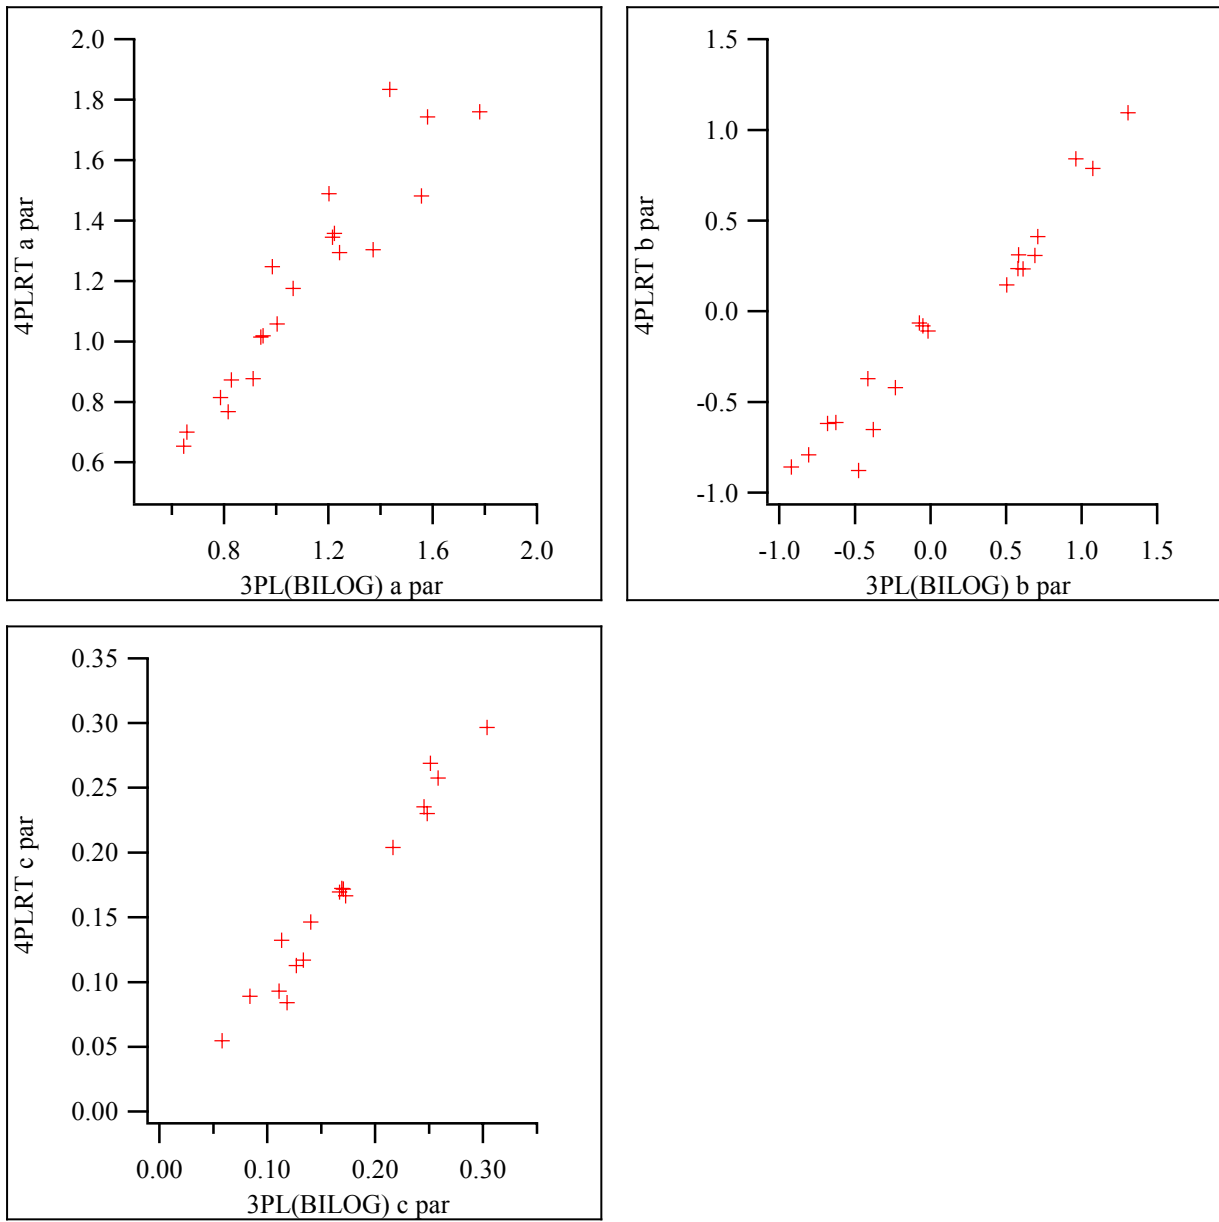 2.0
1.8
1.6
1.4
1.2
1.0
0.8
0.6
4PLRT a par
0.8 1.2 1.6 2.0
3PL(BILOG) a par
1.5
1.0
0.5
0.0
-0.5
-1.0
4PLRT b par
-1.0 -0.5 0.0 0.5 1.0 1.5
3PL(BILOG) b par
0.35
0.30
0.25
0.20
0.15
0.10
0.05
0.00
4PLRT c par
0.00 0.10 0.20 0.30
3PL(BILOG) c par